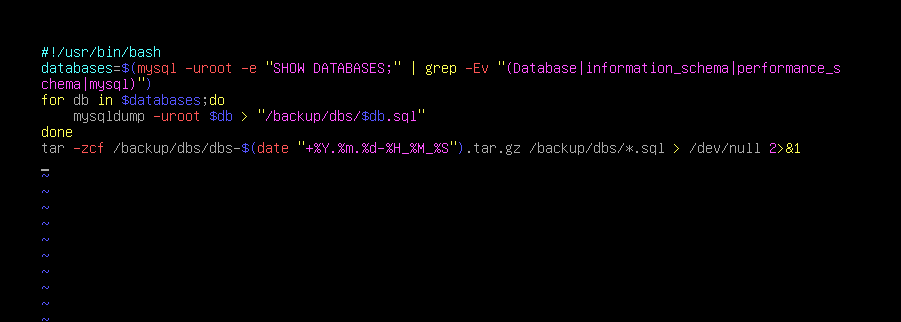 #!/usr/bin/bash
databases=$(mysql -uroot -e "SHOW DATABASES;" | grep -Ev "(Database|information_schema|performance_s
chema|mysql)")
for db in $databases;do
    mysqldump -uroot $db > "/backup/dbs/$db.sql"
done
tar -zcf /backup/dbs/dbs-$(date "+%Y.%m.%d-%H_%M_%S").tar.gz /backup/dbs/*.sql > /dev/null 2>&1
~
~
~
~
~
~
~
~
~
~